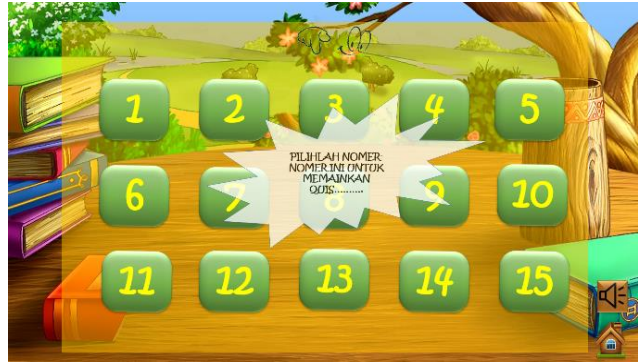 1 2 3 4 5
PILIHLAH NOMER
NOMER INI UNTUK
MEMAINKAN
QUIS..........
6 7 8 9 10
11 12 13 14 15